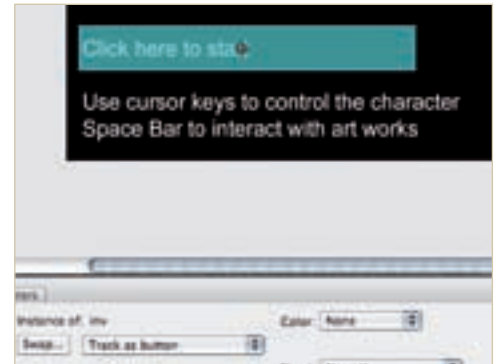 Click here to sta
Use cursor keys to control the character
Space Bar to interact with art works
Instance of: inv
Color: None
Swap... Track as button